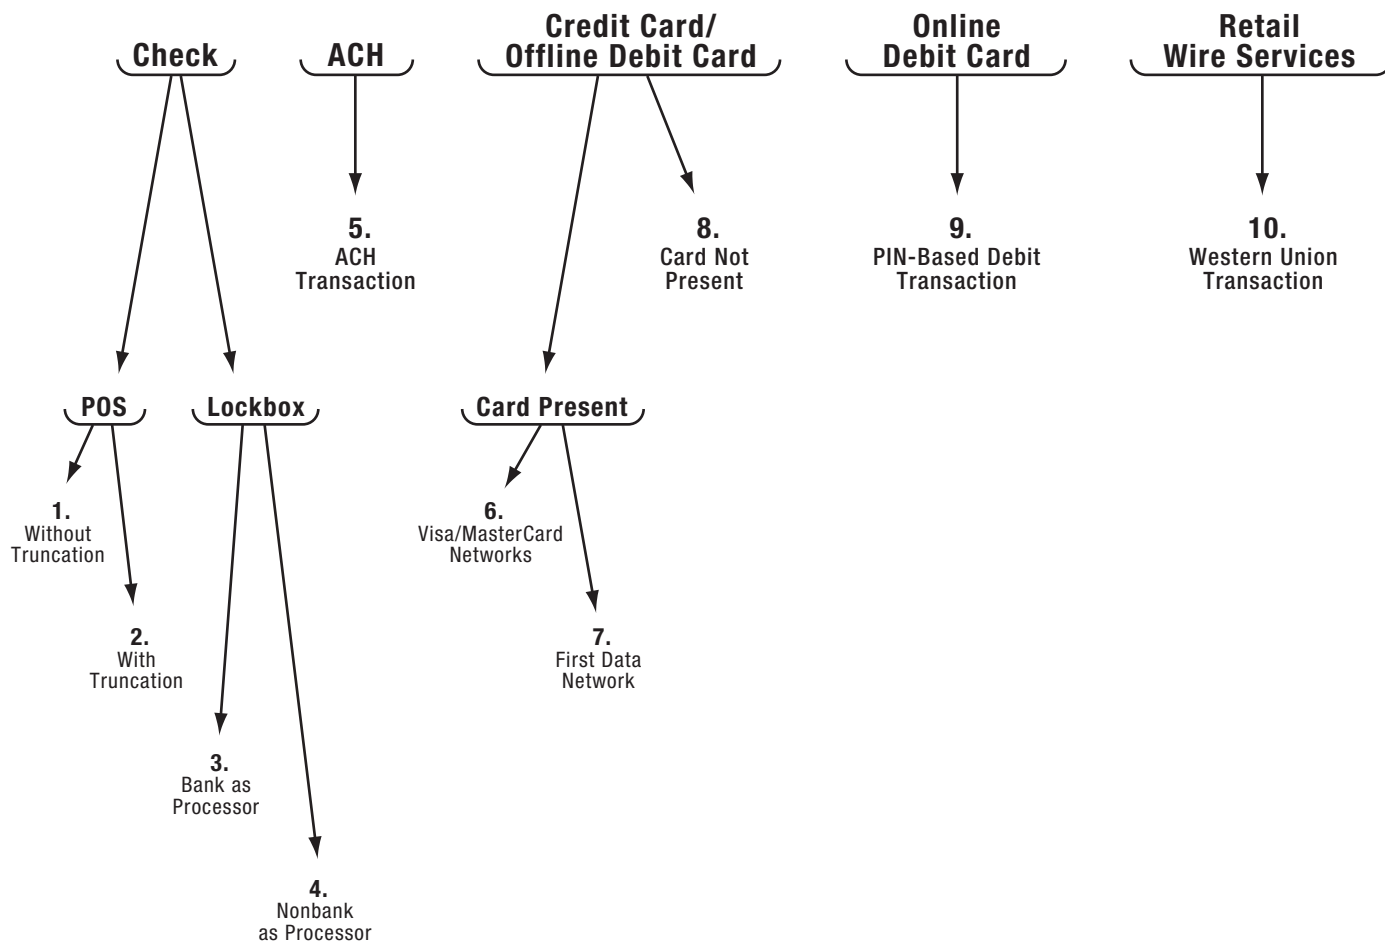 Check
ACH
Credit Card/
Offline Debit Card
Online
Debit Card
Retail
Wire Services
5.
ACH
Transaction
8.
Card Not
Present
9.
PIN-Based Debit
Transaction
10.
Western Union
Transaction
POS
Lockbox
Card Present
1.
Without
Truncation
6.
Visa/MasterCard
Networks
2.
With
Truncation
7.
First Data
Network
3.
Bank as
Processor
4.
Nonbank
as Processor